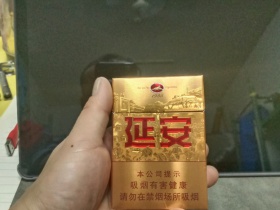 延安
本公司提示
吸烟有害健康
请勿在禁烟场所吸烟